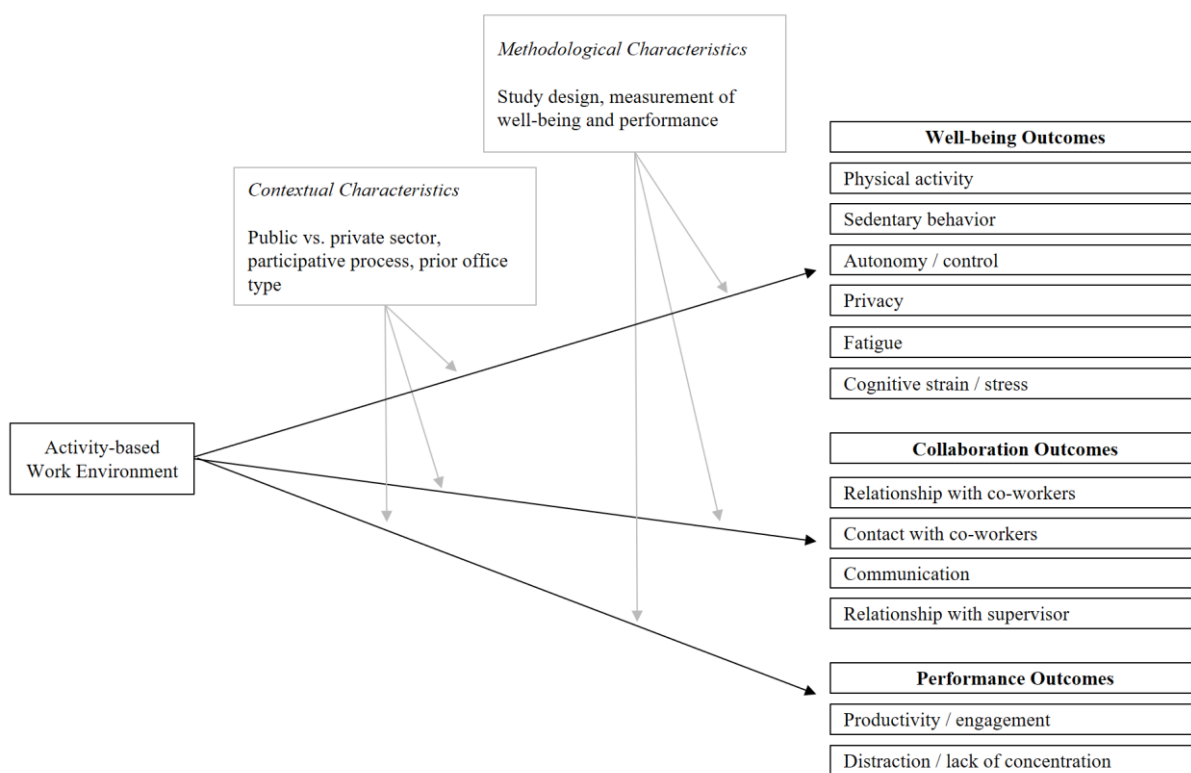 Methodological Characteristics
Study design, measurement of
well-being and performance
Contextual Characteristics
Public vs. private sector,
participative process, prior office
type
Activity-based
Work Environment
Well-being Outcomes
Physical activity
Sedentary behavior
Autonomy / control
Privacy
Fatigue
Cognitive strain / stress
Collaboration Outcomes
Relationship with co-workers
Contact with co-workers
Communication
Relationship with supervisor
Performance Outcomes
Productivity / engagement
Distraction / lack of concentration